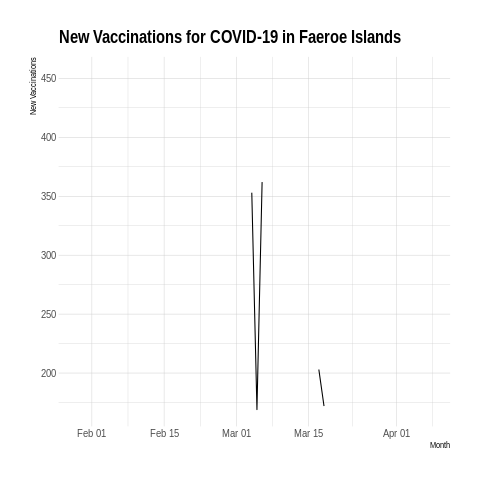 New Vaccinations for COVID-19 in Faeroe Islands
New Vaccinations
450
400
350
300
250
200
Feb 01 Feb 15 Mar 01 Mar 15 Apr 01
Month